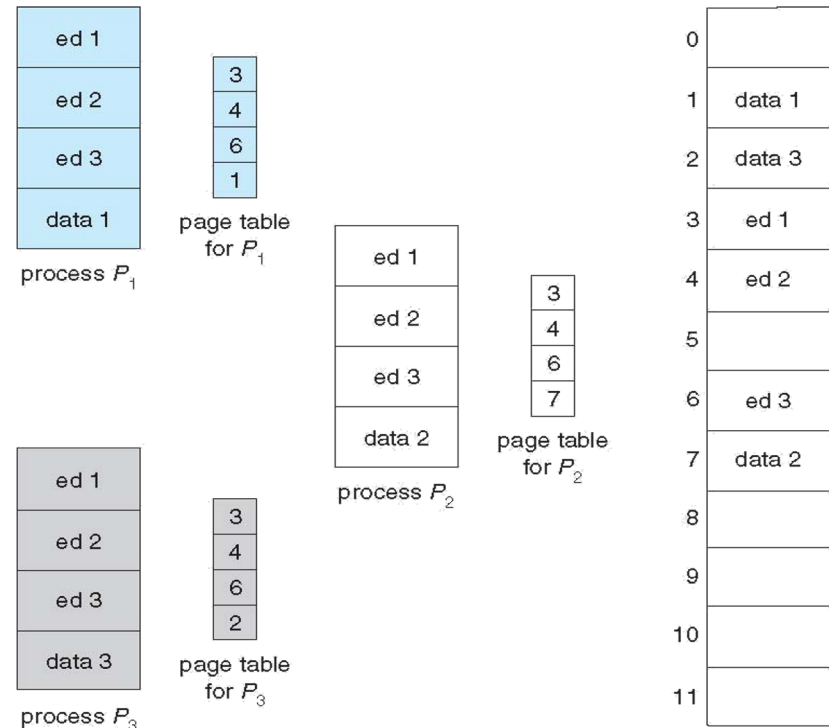 ed 1
ed 2
ed 3
data 1
process P1
3
4
6
1
page table
for P1
ed 1
ed 2
ed 3
data 2
process P2
3
4
6
7
page table
for P2
ed 1
ed 2
ed 3
data 3
process P3
3
4
6
2
page table
for P3
0
1 data 1
2 data 3
3 ed 1
4 ed 2
5
6 ed 3
7 data 2
8
9
10
11